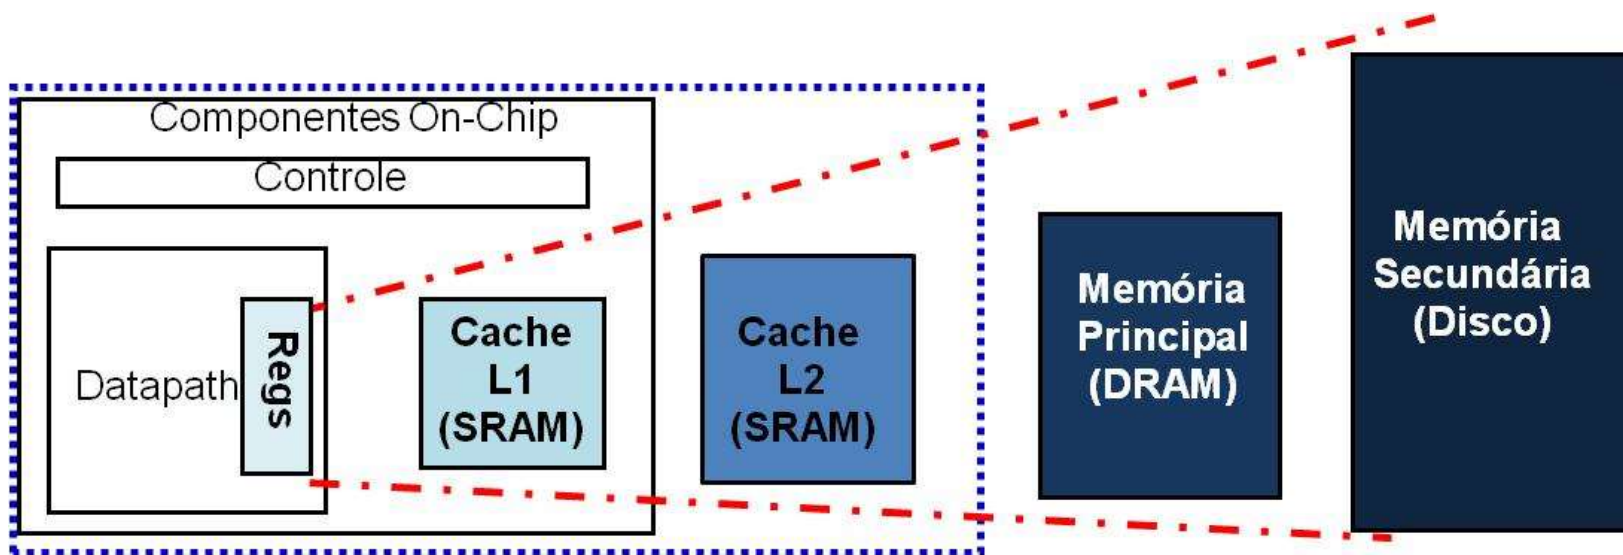 Componentes On-Chip
Controle
Datapath
Regs
Cache
L1
(SRAM)
Cache
L2
(SRAM)
Memória
Principal
(DRAM)
Memória
Secundária
(Disco)